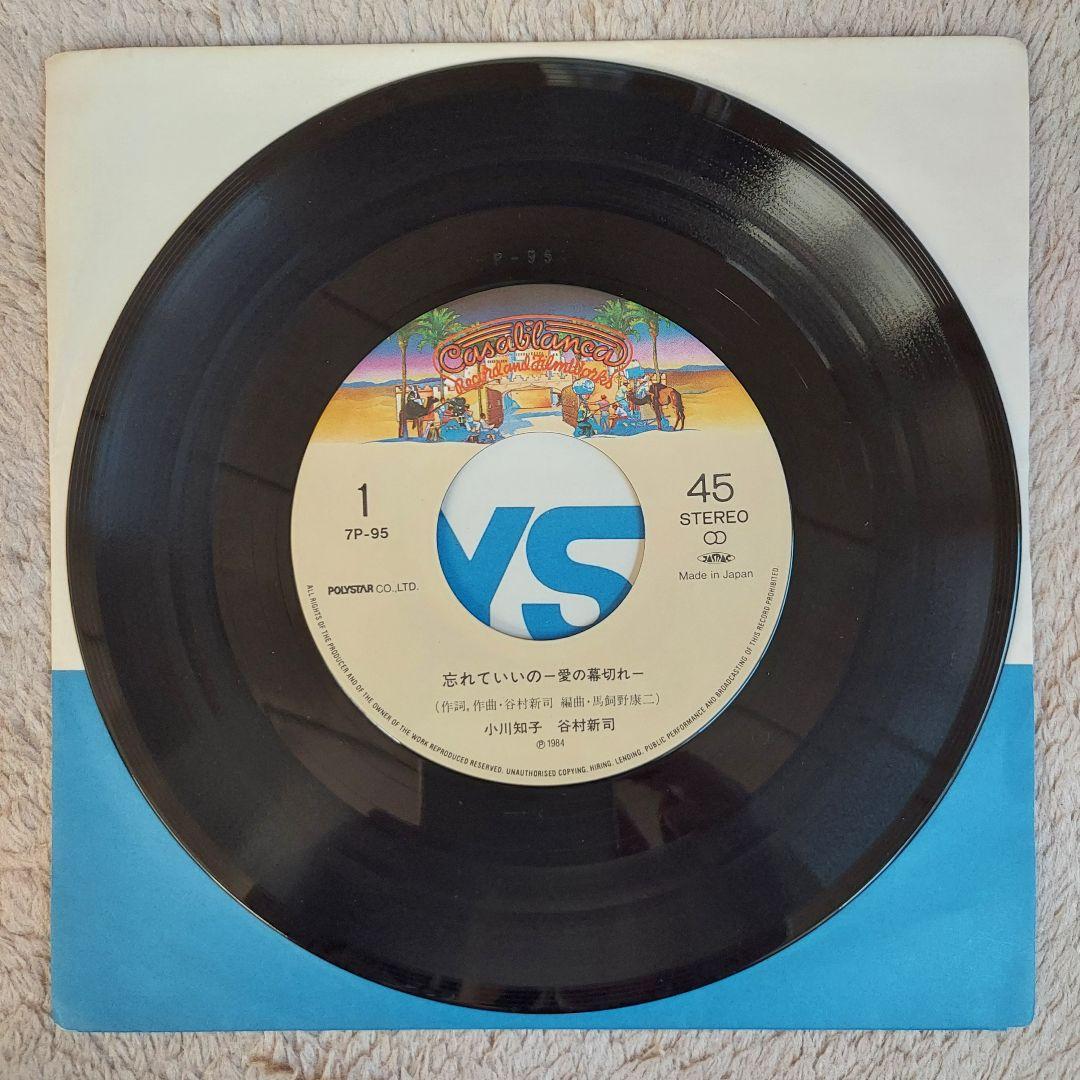 P-95
Casablanca
Record and FilmWorks
1
7P-95
45
STEREO
JASRAC
Made in Japan
POLYSTAR CO.,LTD.
YS
忘れていいの－愛の幕切れ－
（作詞，作曲・谷村新司 編曲・馬飼野康二）
小川知子 谷村新司
Ⓟ1984
ALL RIGHTS OF THE PRODUCER AND OF THE OWNER OF THE WORK REPRODUCED RESERVED. UNAUTHORISED COPYING. HIRING. LENDING. PUBLIC PERFORMANCE AND BROADCASTING OF THIS RECORD PROHIBITED.